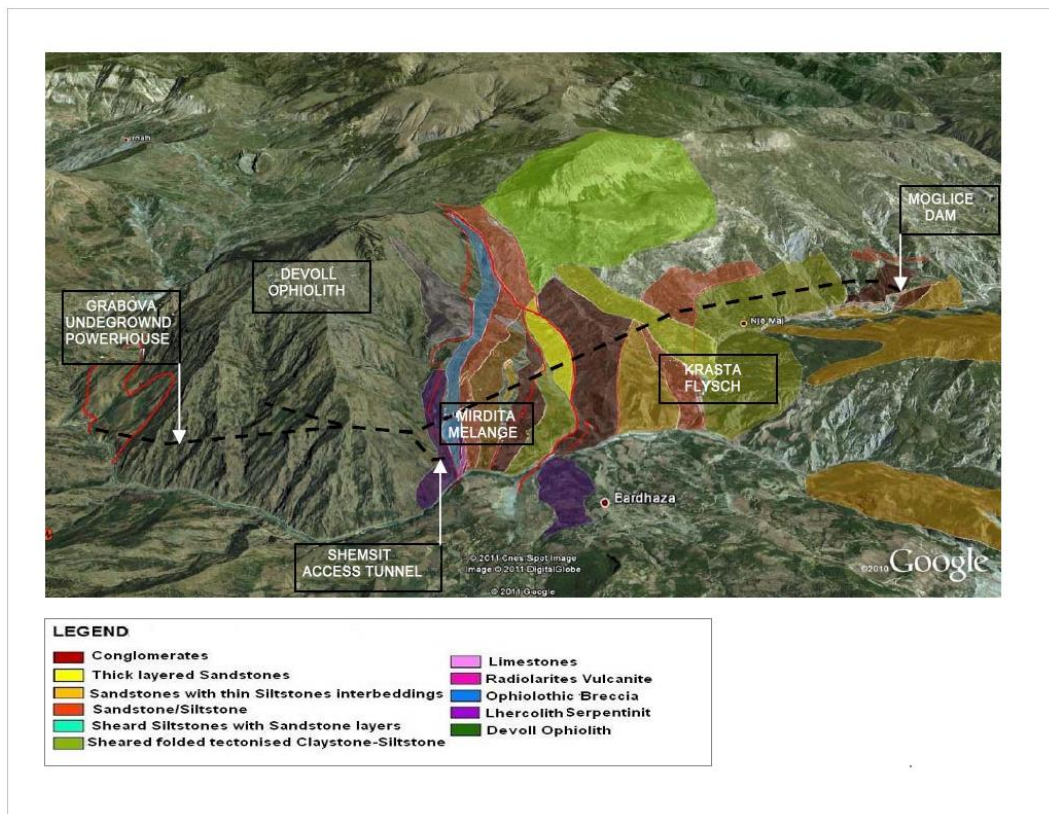 MOGLICE
DAM
DEVOLL
OPHIOLITH
GRABOVA
UNDEGROWND
POWERHOUSE
KRASTA
FLYSCH
MIRDITA
MELANGE
Bardhaza
SHEMSIT
ACCESS TUNNEL
© 2011 Cnes/Spot Image
Image © 2011 DigitalGlobe
© 2011 Google
©2010 Google
LEGEND
Conglomerates
Thick layered Sandstones
Sandstones with thin Siltstones interbeddings
Sandstone/Siltstone
Sheard Siltstones with Sandstone layers
Sheared folded tectonised Claystone-Siltstone
Limestones
Radiolarites Vulcanite
Ophiolothic Breccia
Lhercolith Serpentinit
Devoll Ophiolith